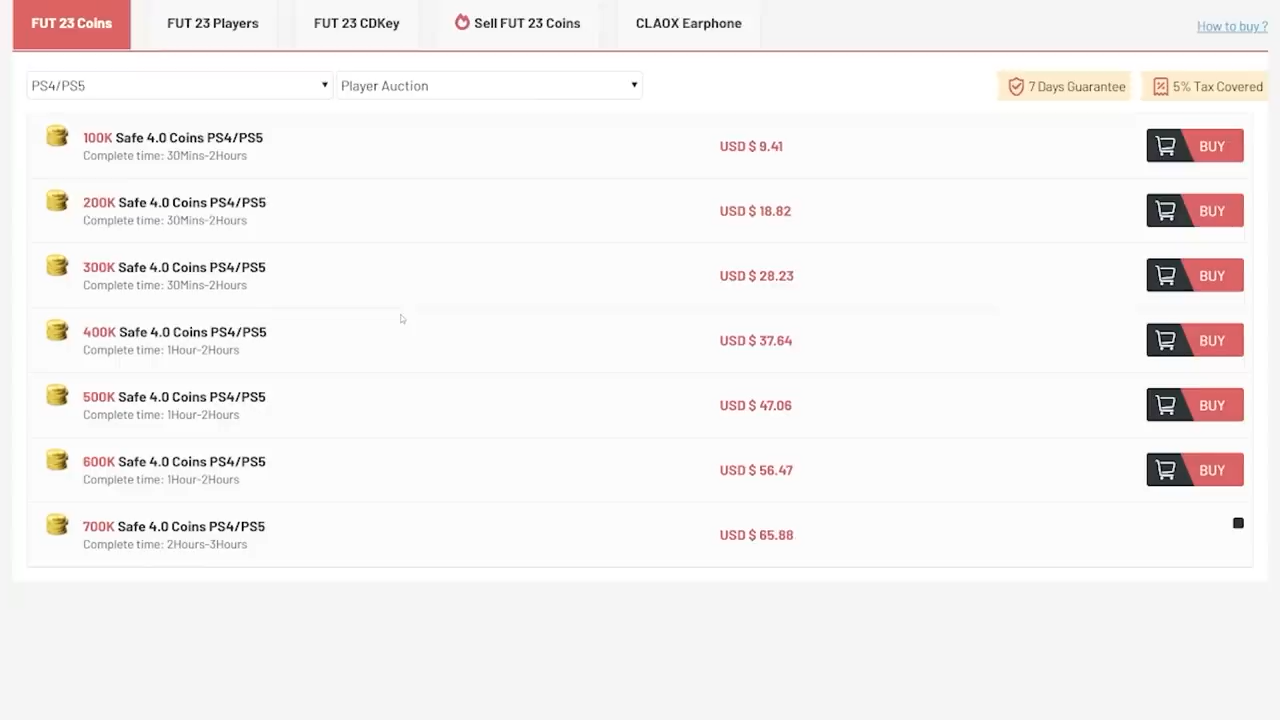 FUT 23 Coins
FUT 23 Players
FUT 23 CDKey
Sell FUT 23 Coins
CLAOX Earphone
How to buy ?
PS4/PS5
Player Auction
7 Days Guarantee
5% Tax Covered
100K Safe 4.0 Coins PS4/PS5
Complete time: 30Mins-2Hours
USD $ 9.41
BUY
200K Safe 4.0 Coins PS4/PS5
Complete time: 30Mins-2Hours
USD $ 18.82
BUY
300K Safe 4.0 Coins PS4/PS5
Complete time: 30Mins-2Hours
USD $ 28.23
BUY
400K Safe 4.0 Coins PS4/PS5
Complete time: 1Hour-2Hours
USD $ 37.64
BUY
500K Safe 4.0 Coins PS4/PS5
Complete time: 1Hour-2Hours
USD $ 47.06
BUY
600K Safe 4.0 Coins PS4/PS5
Complete time: 1Hour-2Hours
USD $ 56.47
BUY
700K Safe 4.0 Coins PS4/PS5
Complete time: 2Hours-3Hours
USD $ 65.88